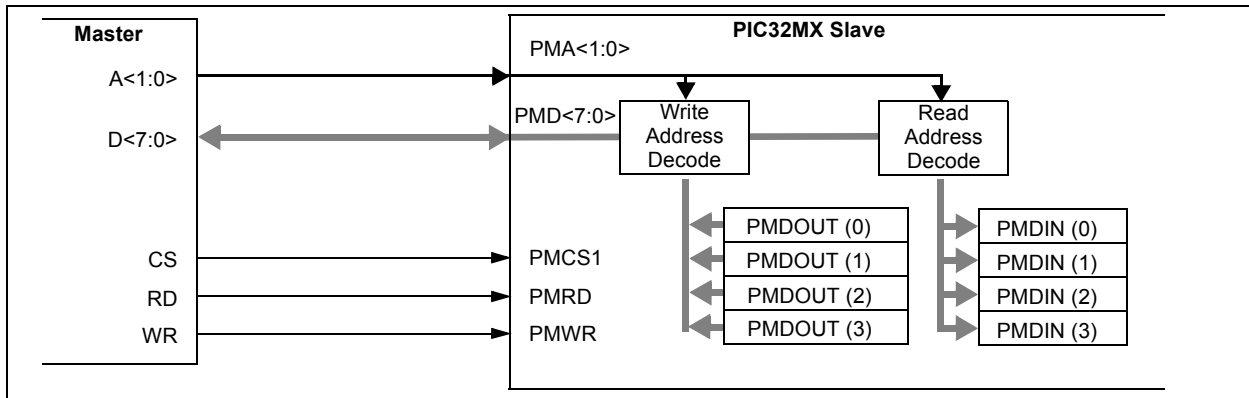 Master
PIC32MX Slave
A<1:0>
PMA<1:0>
D<7:0>
PMD<7:0>
Write
Address
Decode
Read
Address
Decode
PMDOUT (0)
PMDIN (0)
PMDOUT (1)
PMDIN (1)
PMDOUT (2)
PMDIN (2)
PMDOUT (3)
PMDIN (3)
CS
PMCS1
RD
PMRD
WR
PMWR